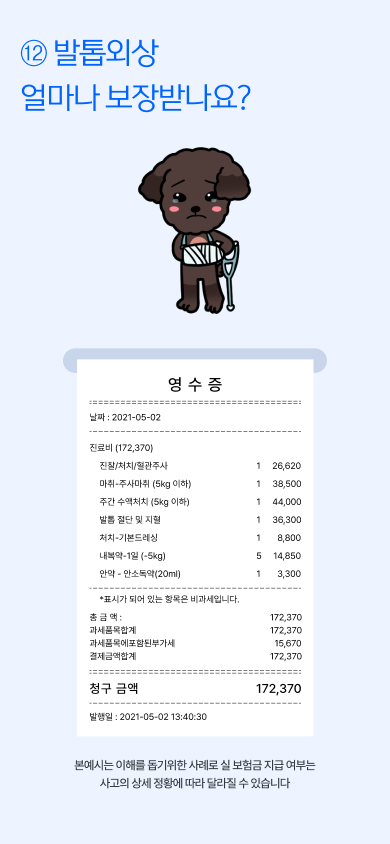 ⑫ 발톱외상
얼마나 보장받나요?
영 수 증
날짜 : 2021-05-02
진료비 (172,370)
진찰/처치/혈관주사 1 26,620
마취-주사마취 (5kg 이하) 1 38,500
주간 수액처치 (5kg 이하) 1 44,000
발톱 절단 및 지혈 1 36,300
처치-기본드레싱 1 8,800
내복약-1일 (-5kg) 5 14,850
안약 - 안소독약(20ml) 1 3,300
*표시가 되어 있는 항목은 비과세입니다.
총 금 액 : 172,370
과세품목합계 172,370
과세품목에포함된부가세 15,670
결제금액합계 172,370
청구 금액 172,370
발행일 : 2021-05-02 13:40:30
본예시는 이해를 돕기위한 사례로 실 보험금 지급 여부는
사고의 상세 정황에 따라 달라질 수 있습니다